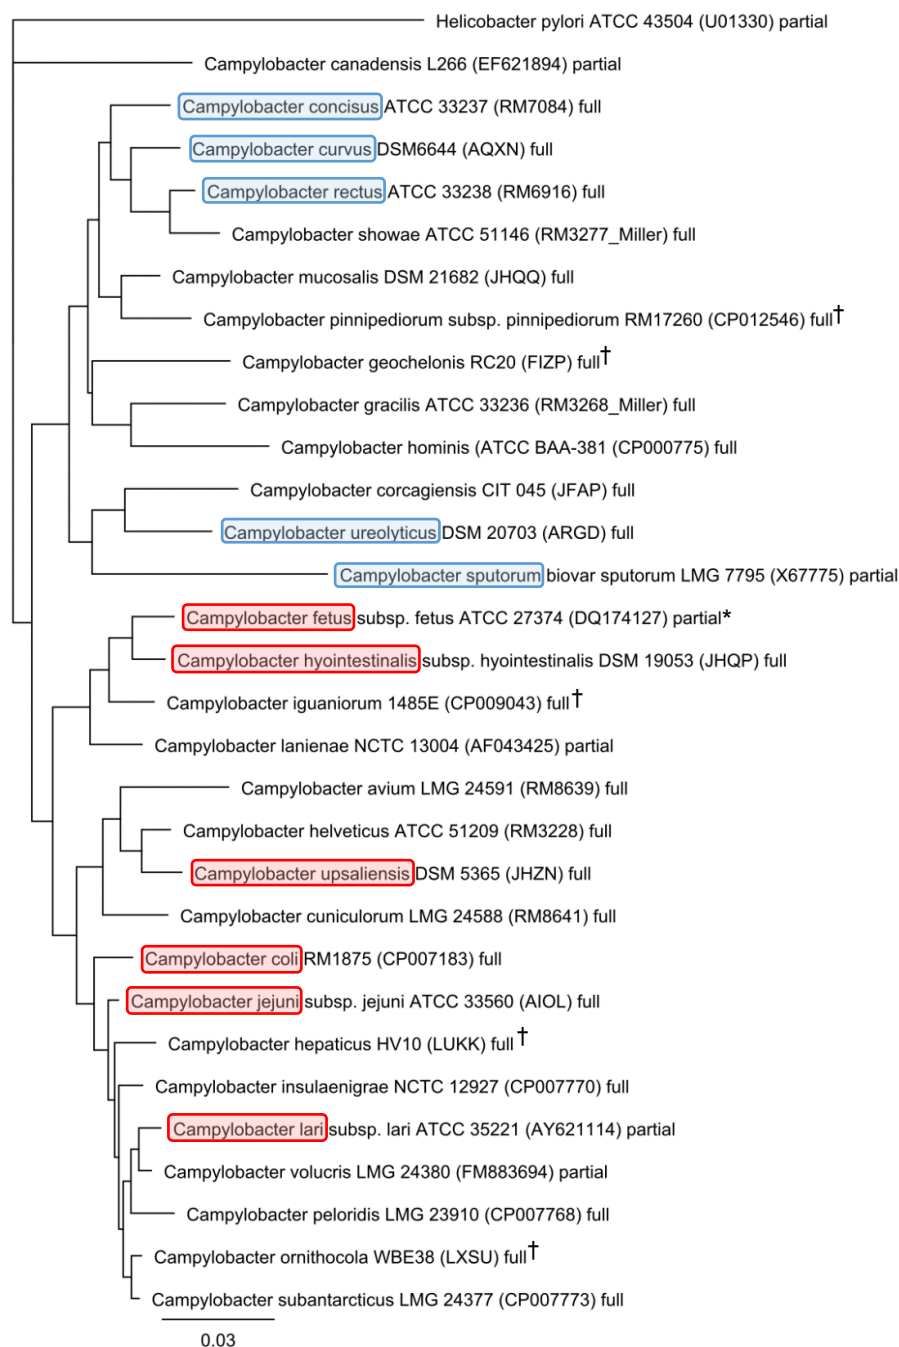 Helicobacter pylori ATCC 43504 (U01330) partial
Campylobacter canadensis L266 (EF621894) partial
Campylobacter concisus ATCC 33237 (RM7084) full
Campylobacter curvus DSM6644 (AQXN) full
Campylobacter rectus ATCC 33238 (RM6916) full
Campylobacter showae ATCC 51146 (RM3277_Miller) full
Campylobacter mucosalis DSM 21682 (JHQQ) full
Campylobacter pinnipediorum subsp. pinnipediorum RM17260 (CP012546) full†
Campylobacter geochelonis RC20 (FIZP) full†
Campylobacter gracilis ATCC 33236 (RM3268_Miller) full
Campylobacter hominis (ATCC BAA-381 (CP000775) full
Campylobacter corcagiensis CIT 045 (JFAP) full
Campylobacter ureolyticus DSM 20703 (ARGD) full
Campylobacter sputorum biovar sputorum LMG 7795 (X67775) partial
Campylobacter fetus subsp. fetus ATCC 27374 (DQ174127) partial*
Campylobacter hyointestinalis subsp. hyointestinalis DSM 19053 (JHQP) full
Campylobacter iguaniorum 1485E (CP009043) full†
Campylobacter lanienae NCTC 13004 (AF043425) partial
Campylobacter avium LMG 24591 (RM8639) full
Campylobacter helveticus ATCC 51209 (RM3228) full
Campylobacter upsaliensis DSM 5365 (JHZN) full
Campylobacter cuniculorum LMG 24588 (RM8641) full
Campylobacter coli RM1875 (CP007183) full
Campylobacter jejuni subsp. jejuni ATCC 33560 (AIOL) full
Campylobacter hepaticus HV10 (LUKK) full†
Campylobacter insulaenigrae NCTC 12927 (CP007770) full
Campylobacter lari subsp. lari ATCC 35221 (AY621114) partial
Campylobacter volucris LMG 24380 (FM883694) partial
Campylobacter peloridis LMG 23910 (CP007768) full
Campylobacter ornithocola WBE38 (LXSU) full†
Campylobacter subantarcticus LMG 24377 (CP007773) full
0.03